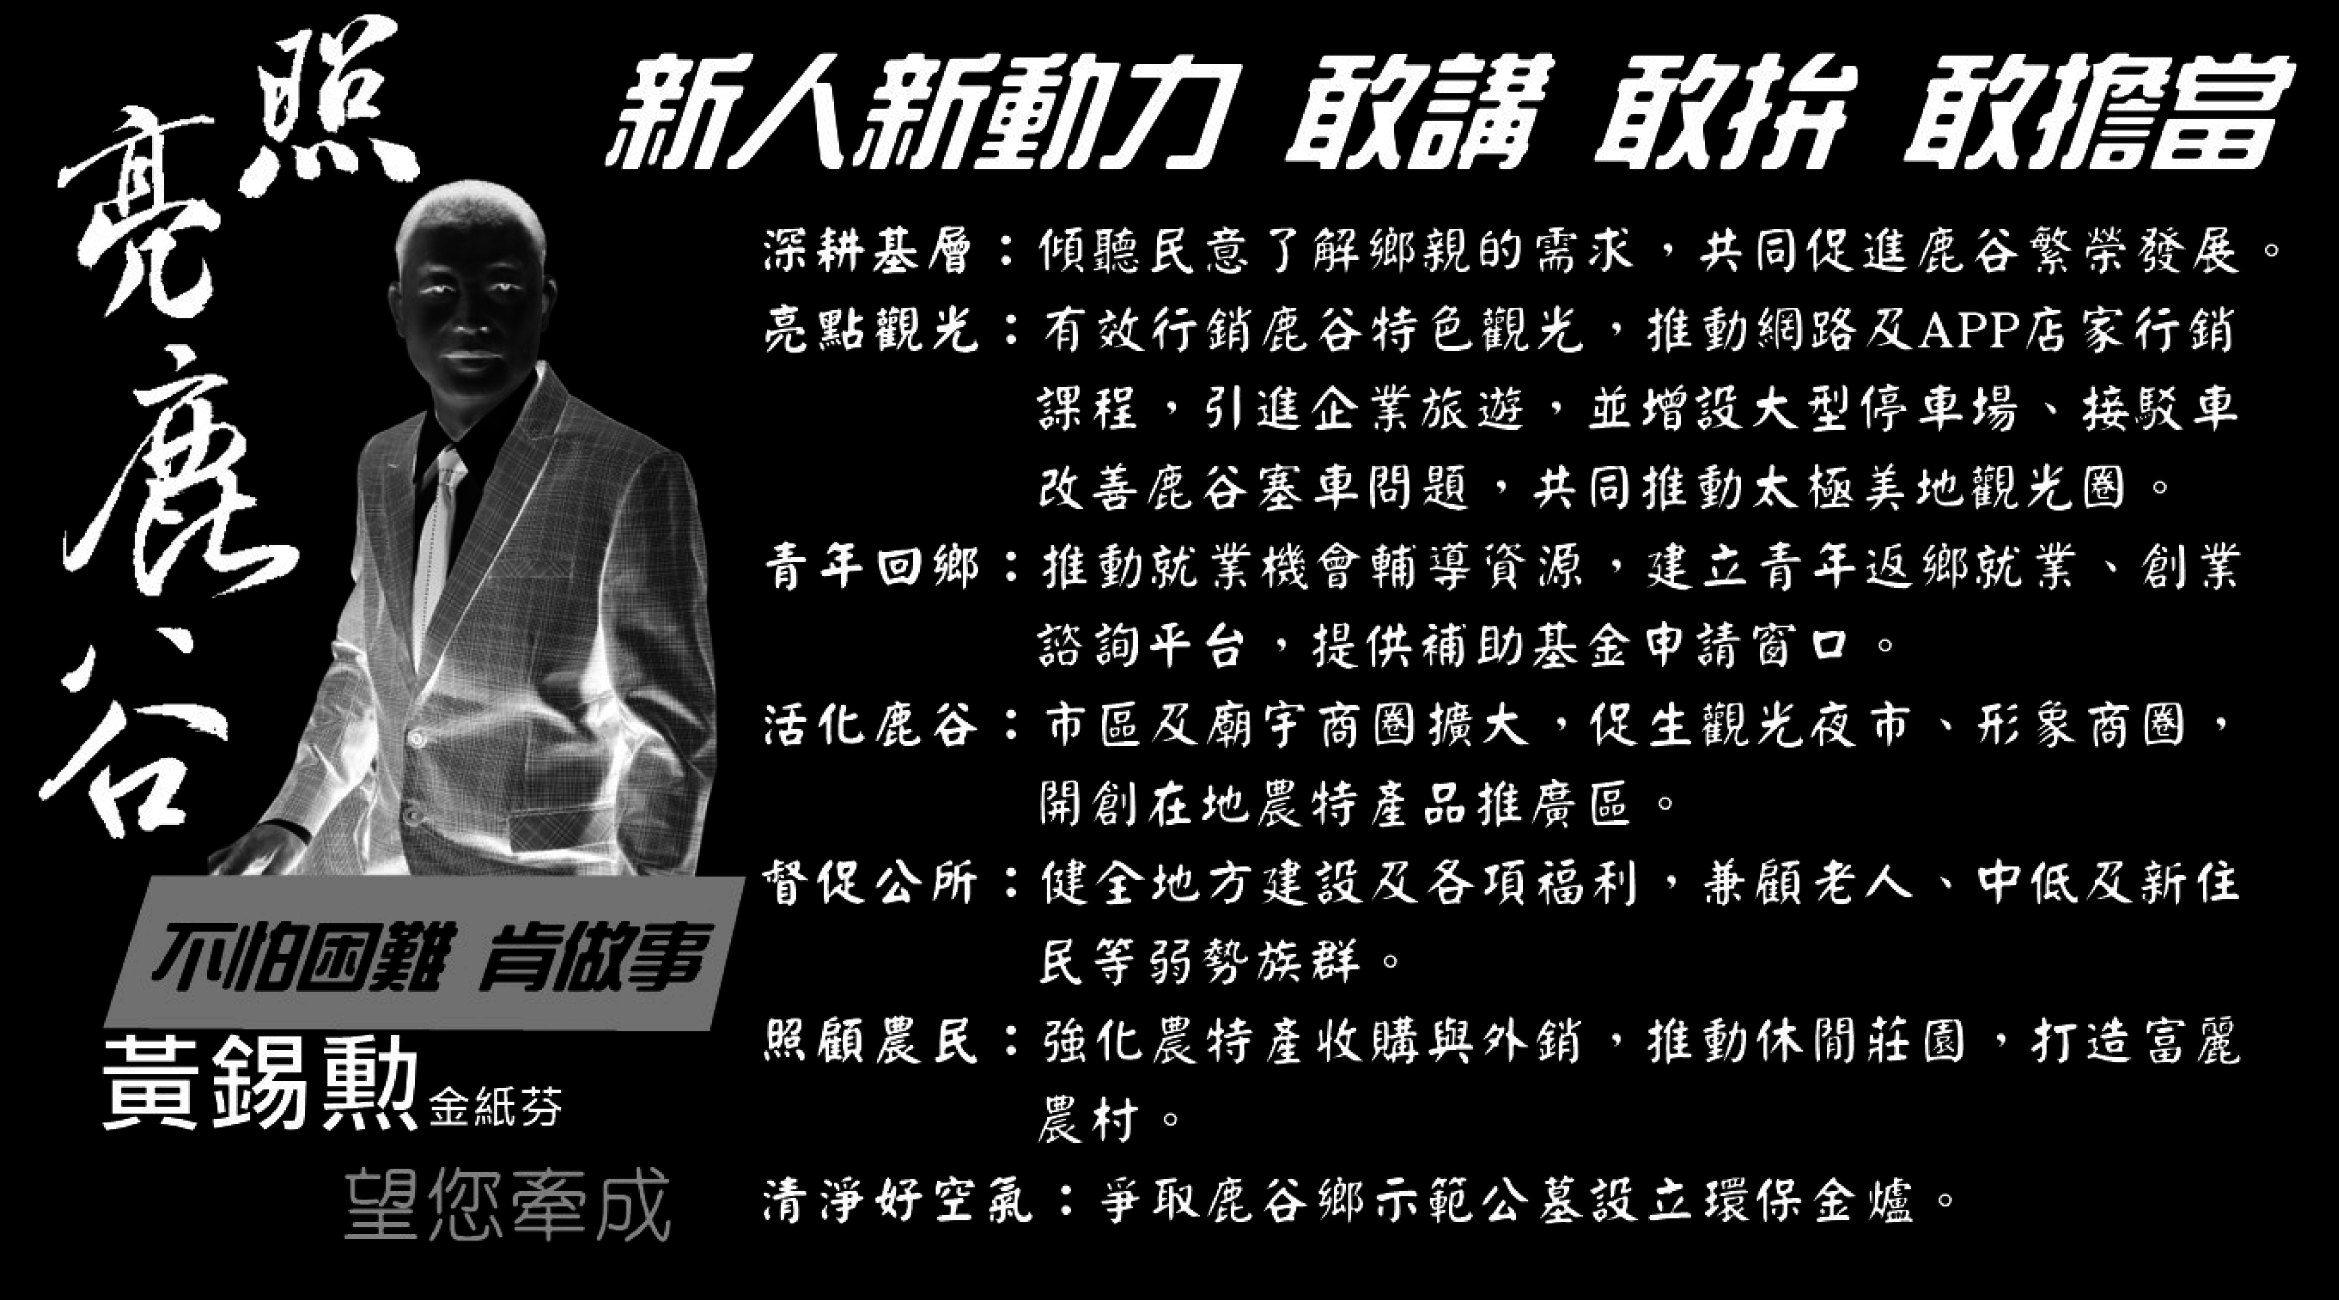 照亮鹿谷
新人新動力 敢講 敢拚 敢擔當
深耕基層：傾聽民意了解鄉親的需求，共同促進鹿谷繁榮發展。
亮點觀光：有效行銷鹿谷特色觀光，推動網路及APP店家行銷
課程，引進企業旅遊，並增設大型停車場、接駁車
改善鹿谷塞車問題，共同推動太極美地觀光圈。
青年回鄉：推動就業機會輔導資源，建立青年返鄉就業、創業
諮詢平台，提供補助基金申請窗口。
活化鹿谷：市區及廟宇商圈擴大，促生觀光夜市、形象商圈，
開創在地農特產品推廣區。
督促公所：健全地方建設及各項福利，兼顧老人、中低及新住
民等弱勢族群。
照顧農民：強化農特產收購與外銷，推動休閒莊園，打造富麗
農村。
清淨好空氣：爭取鹿谷鄉示範公墓設立環保金爐。
不怕困難 肯做事
黃錫勳 金紙芬
望您牽成